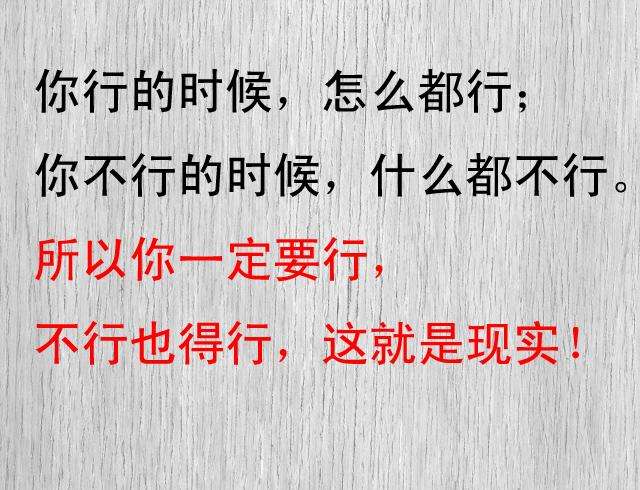 你行的时候，怎么都行；
你不行的时候，什么都不行。
所以你一定要行，
不行也得行，这就是现实！